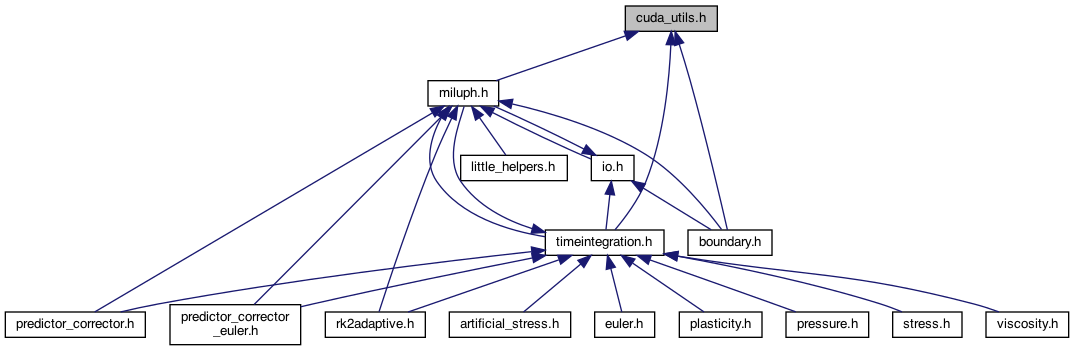 cuda_utils.h
miluph.h
little_helpers.h
io.h
timeintegration.h
boundary.h
predictor_corrector.h
predictor_corrector
_euler.h
rk2adaptive.h
artificial_stress.h
euler.h
plasticity.h
pressure.h
stress.h
viscosity.h